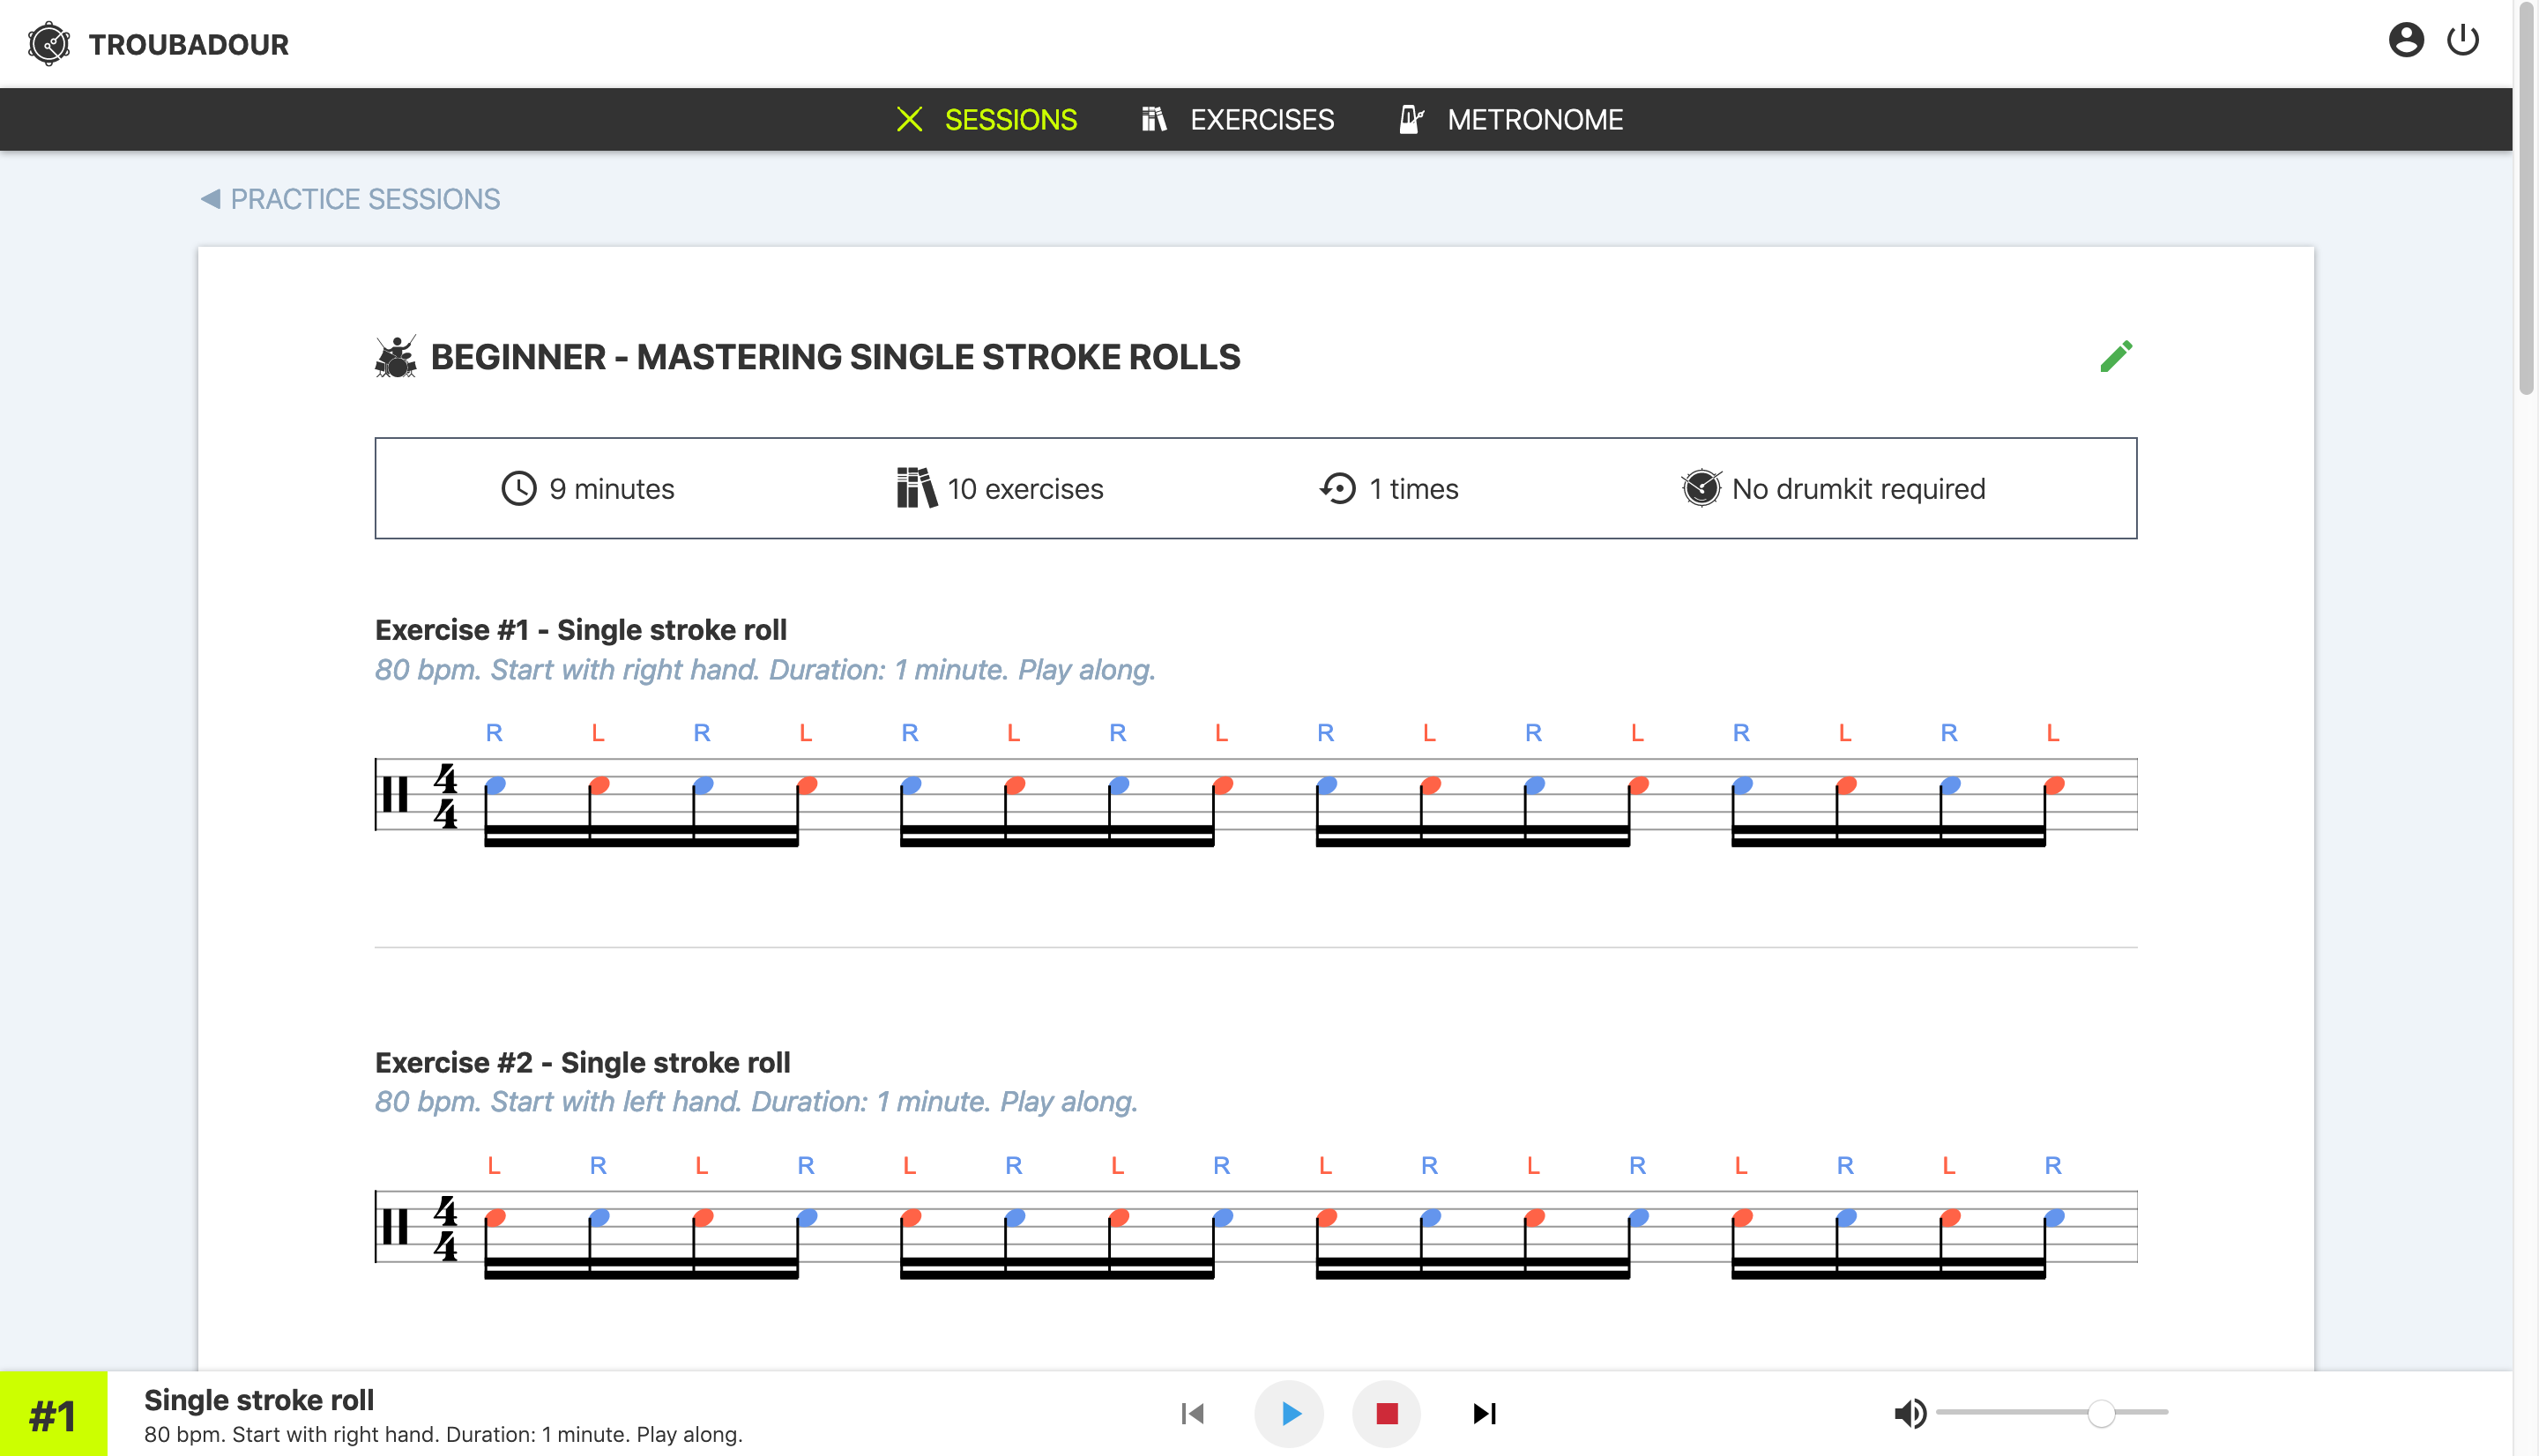 TROUBADOUR
SESSIONS EXERCISES METRONOME
◀ PRACTICE SESSIONS
BEGINNER - MASTERING SINGLE STROKE ROLLS
9 minutes 10 exercises 1 times No drumkit required
Exercise #1 - Single stroke roll
80 bpm. Start with right hand. Duration: 1 minute. Play along.
R L R L R L R L R L R L R L R L
4
4
Exercise #2 - Single stroke roll
80 bpm. Start with left hand. Duration: 1 minute. Play along.
L R L R L R L R L R L R L R L R
4
4
#1
Single stroke roll
80 bpm. Start with right hand. Duration: 1 minute. Play along.